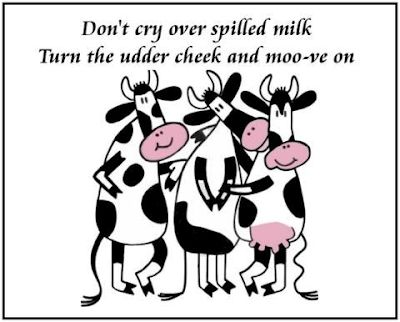 Don't cry over spilled milk
Turn the udder cheek and moo-ve on